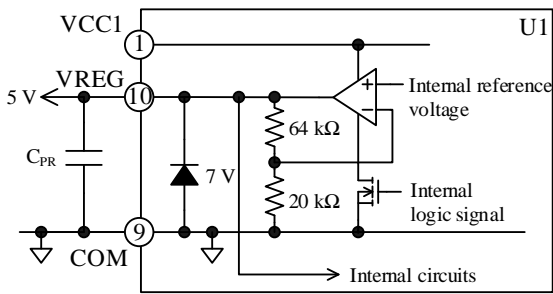 VCC1
U1
1
VREG
5 V
10
+
Internal reference
voltage
−
64 kΩ
CPR
7 V
20 kΩ
Internal
logic signal
9
COM
Internal circuits